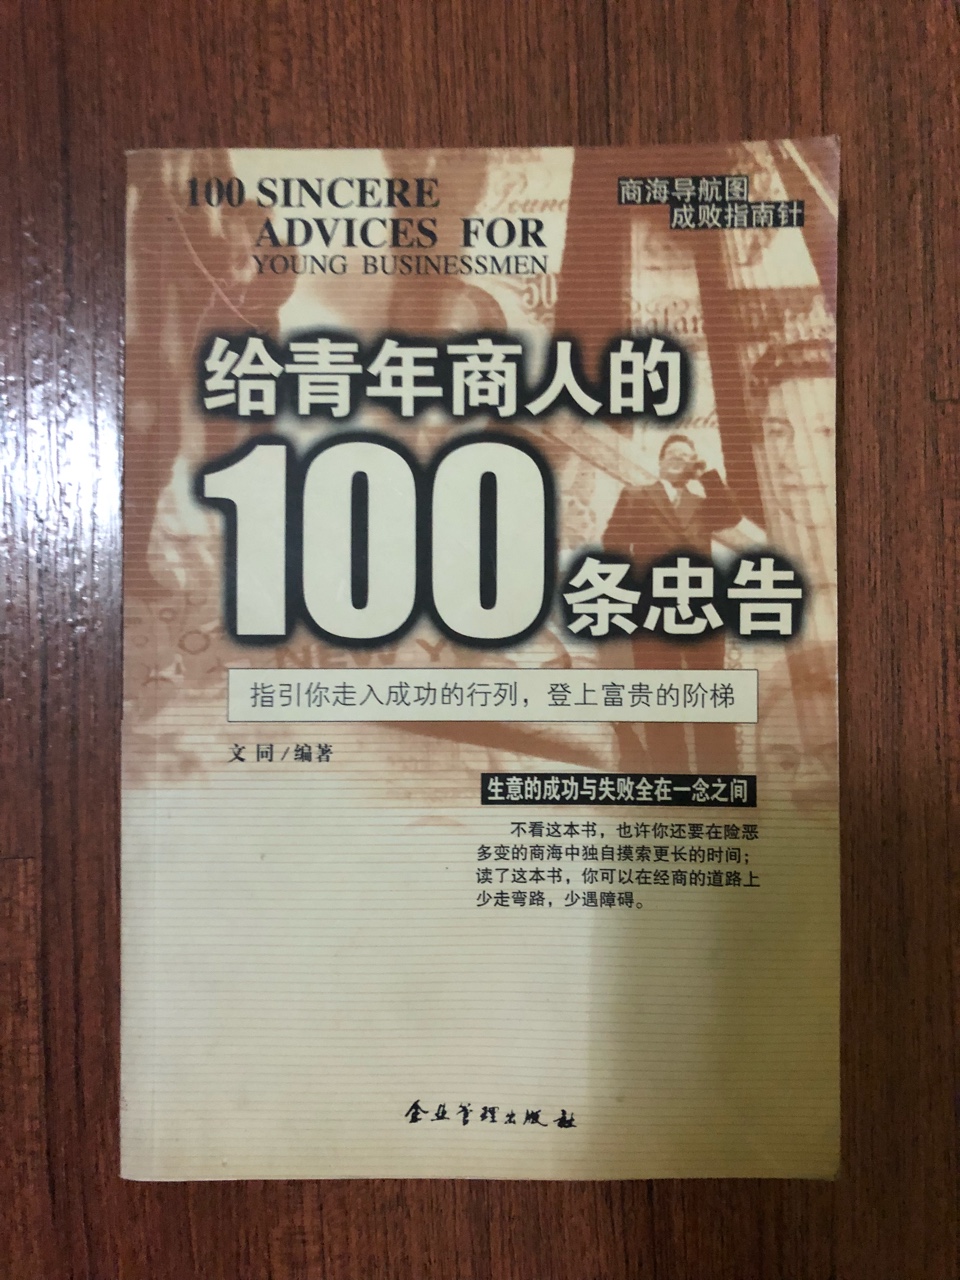 100 SINCERE
ADVICES FOR
YOUNG BUSINESSMEN
商海导航图
成败指南针
给青年商人的
100条忠告
指引你走入成功的行列，登上富贵的阶梯
文同/编著
生意的成功与失败全在一念之间
不看这本书，也许你还要在险恶
多变的商海中独自摸索更长的时间；
读了这本书，你可以在经商的道路上
少走弯路，少遇障碍。
企业管理出版社
NEW Y
50